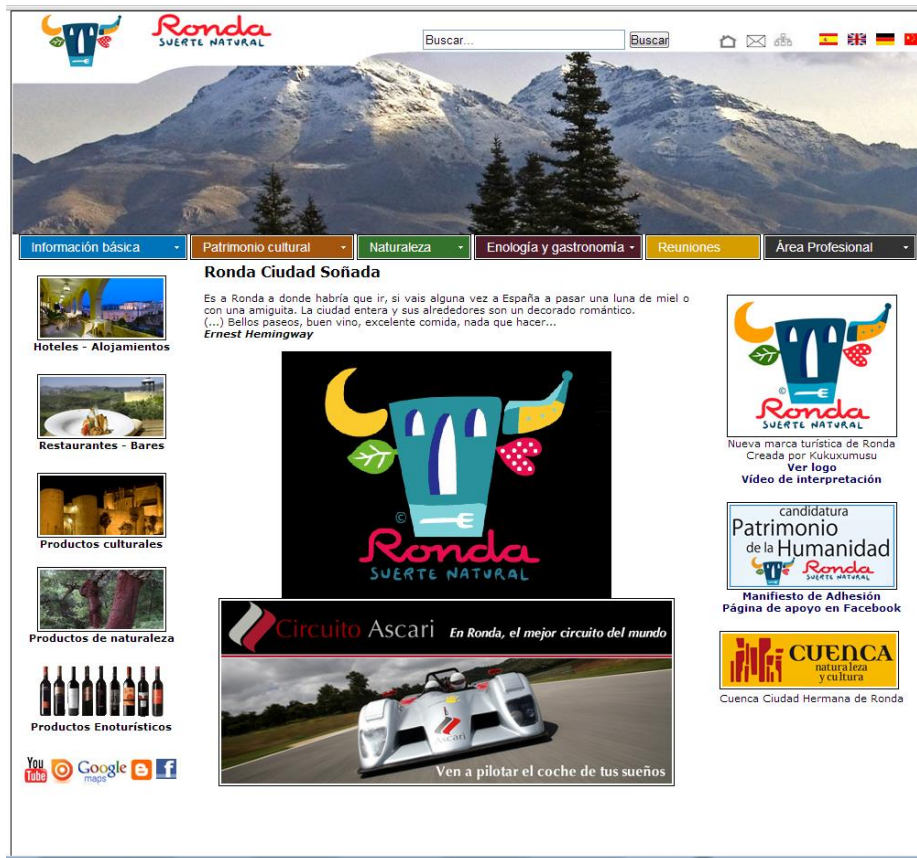 Ronda
SUERTE NATURAL
Buscar...
Buscar
Información básica
Patrimonio cultural
Naturaleza
Enología y gastronomía
Reuniones
Área Profesional
Hoteles - Alojamientos
Restaurantes - Bares
Productos culturales
Productos de naturaleza
Productos Enoturísticos
You
Tube
Google
maps
Ronda Ciudad Soñada
Es a Ronda a donde habría que ir, si vais alguna vez a España a pasar una luna de miel o
con una amiguita. La ciudad entera y sus alrededores son un decorado romántico.
(...) Bellos paseos, buen vino, excelente comida, nada que hacer...
Ernest Hemingway
©
Ronda
SUERTE NATURAL
Circuito Ascari En Ronda, el mejor circuito del mundo
Ascari
Ven a pilotar el coche de tus sueños
©
Ronda
SUERTE NATURAL
Nueva marca turística de Ronda
Creada por Kukuxumusu
Ver logo
Vídeo de interpretación
candidatura
Patrimonio
de la Humanidad
Ronda
SUERTE NATURAL
Manifiesto de Adhesión
Página de apoyo en Facebook
CUENCA
naturaleza
y cultura
Cuenca Ciudad Hermana de Ronda